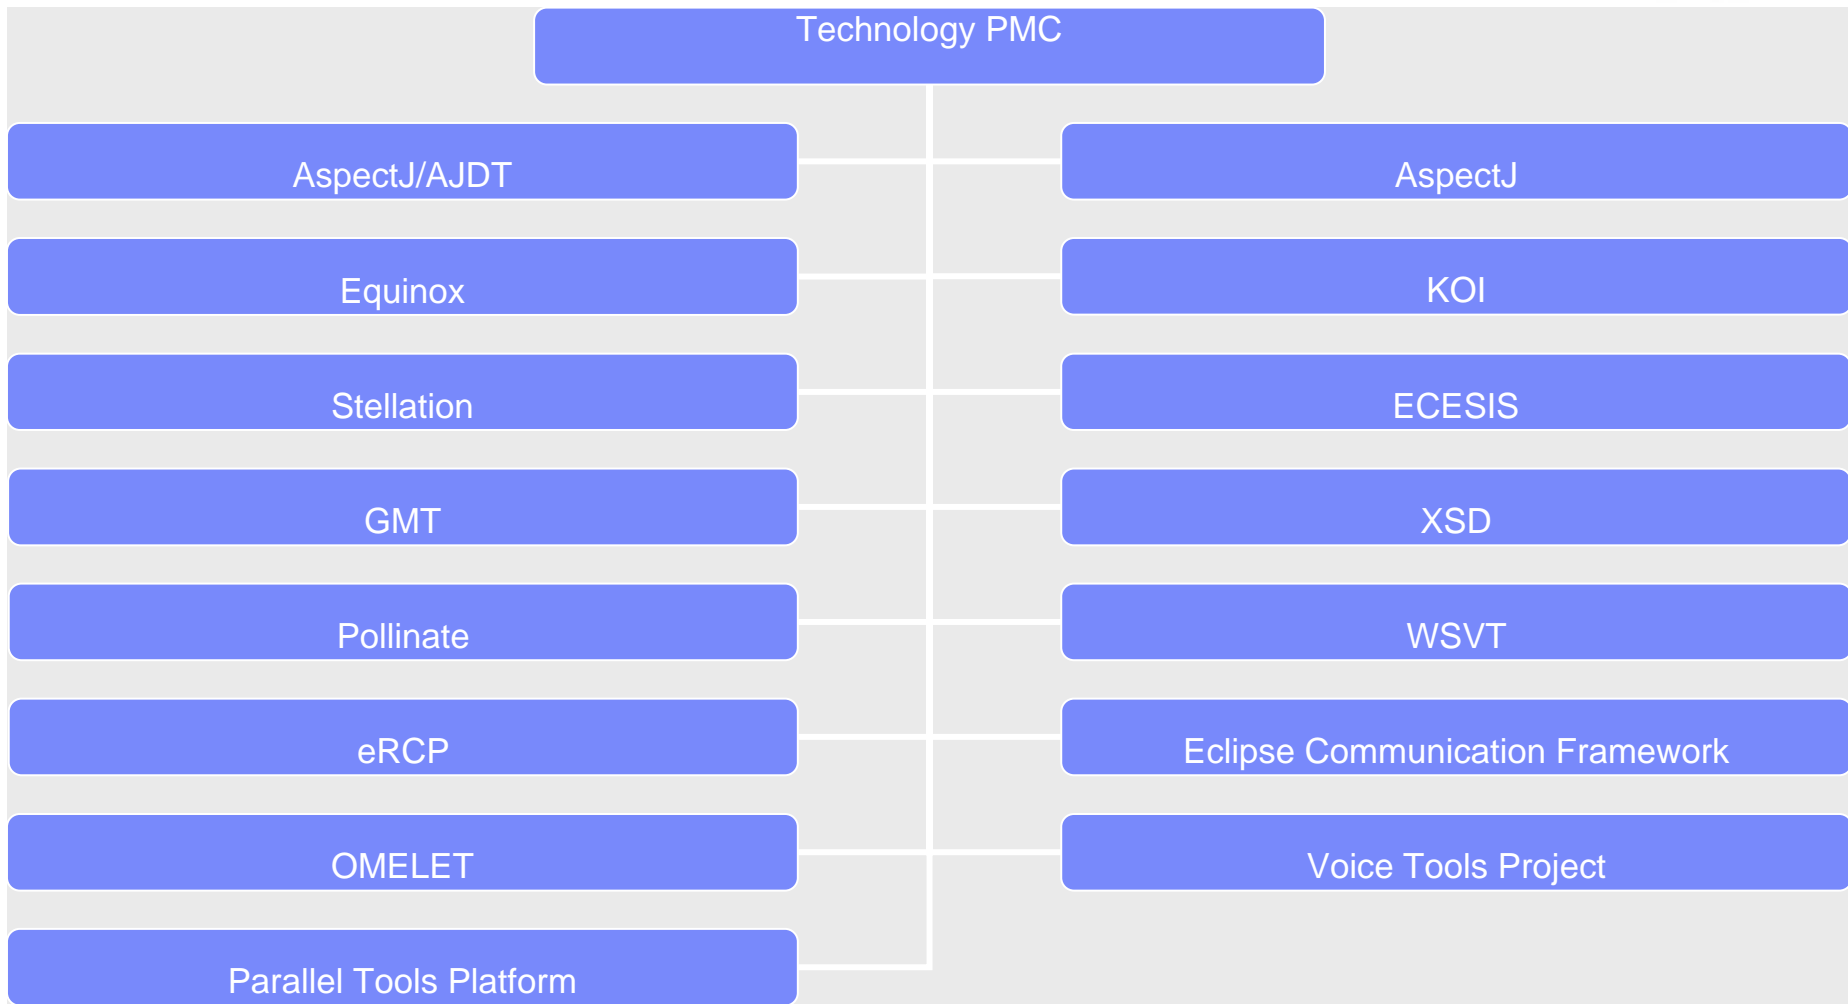 Technology PMC
AspectJ/AJDT
AspectJ
Equinox
KOI
Stellation
ECESIS
GMT
XSD
Pollinate
WSVT
eRCP
Eclipse Communication Framework
OMELET
Voice Tools Project
Parallel Tools Platform